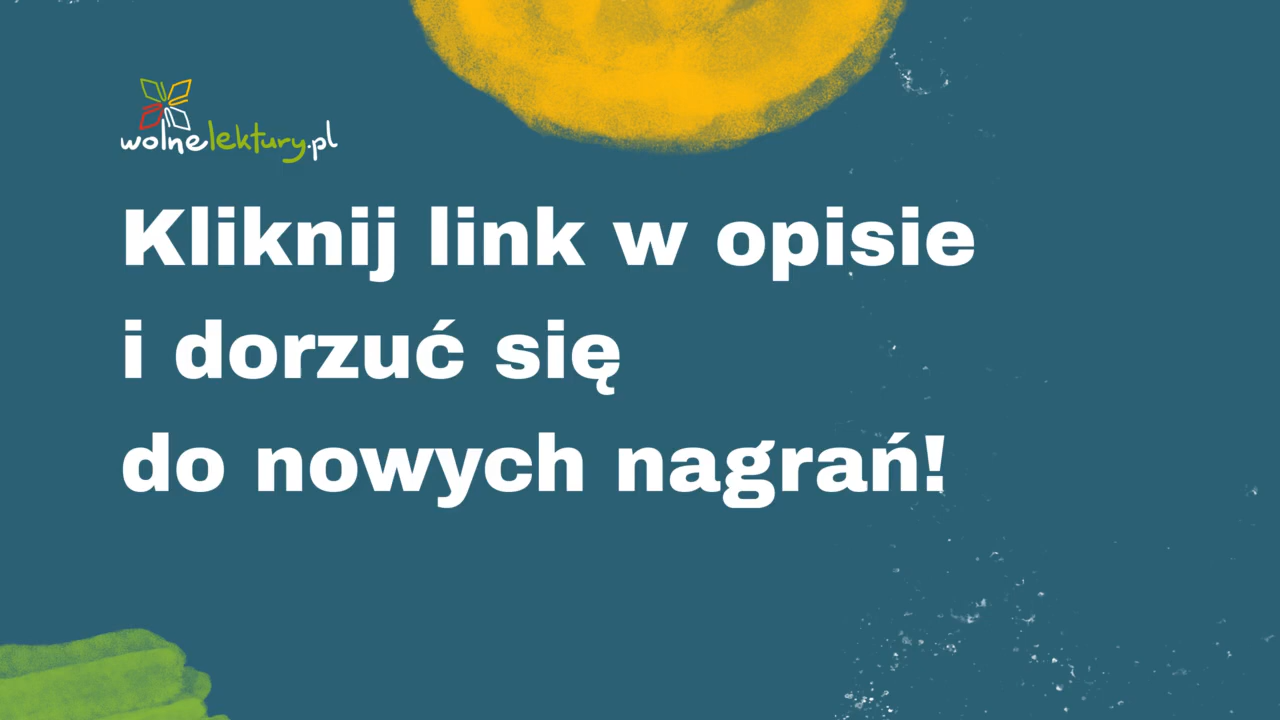 wolnelektury.pl
Kliknij link w opisie
i dorzuć się
do nowych nagrań!